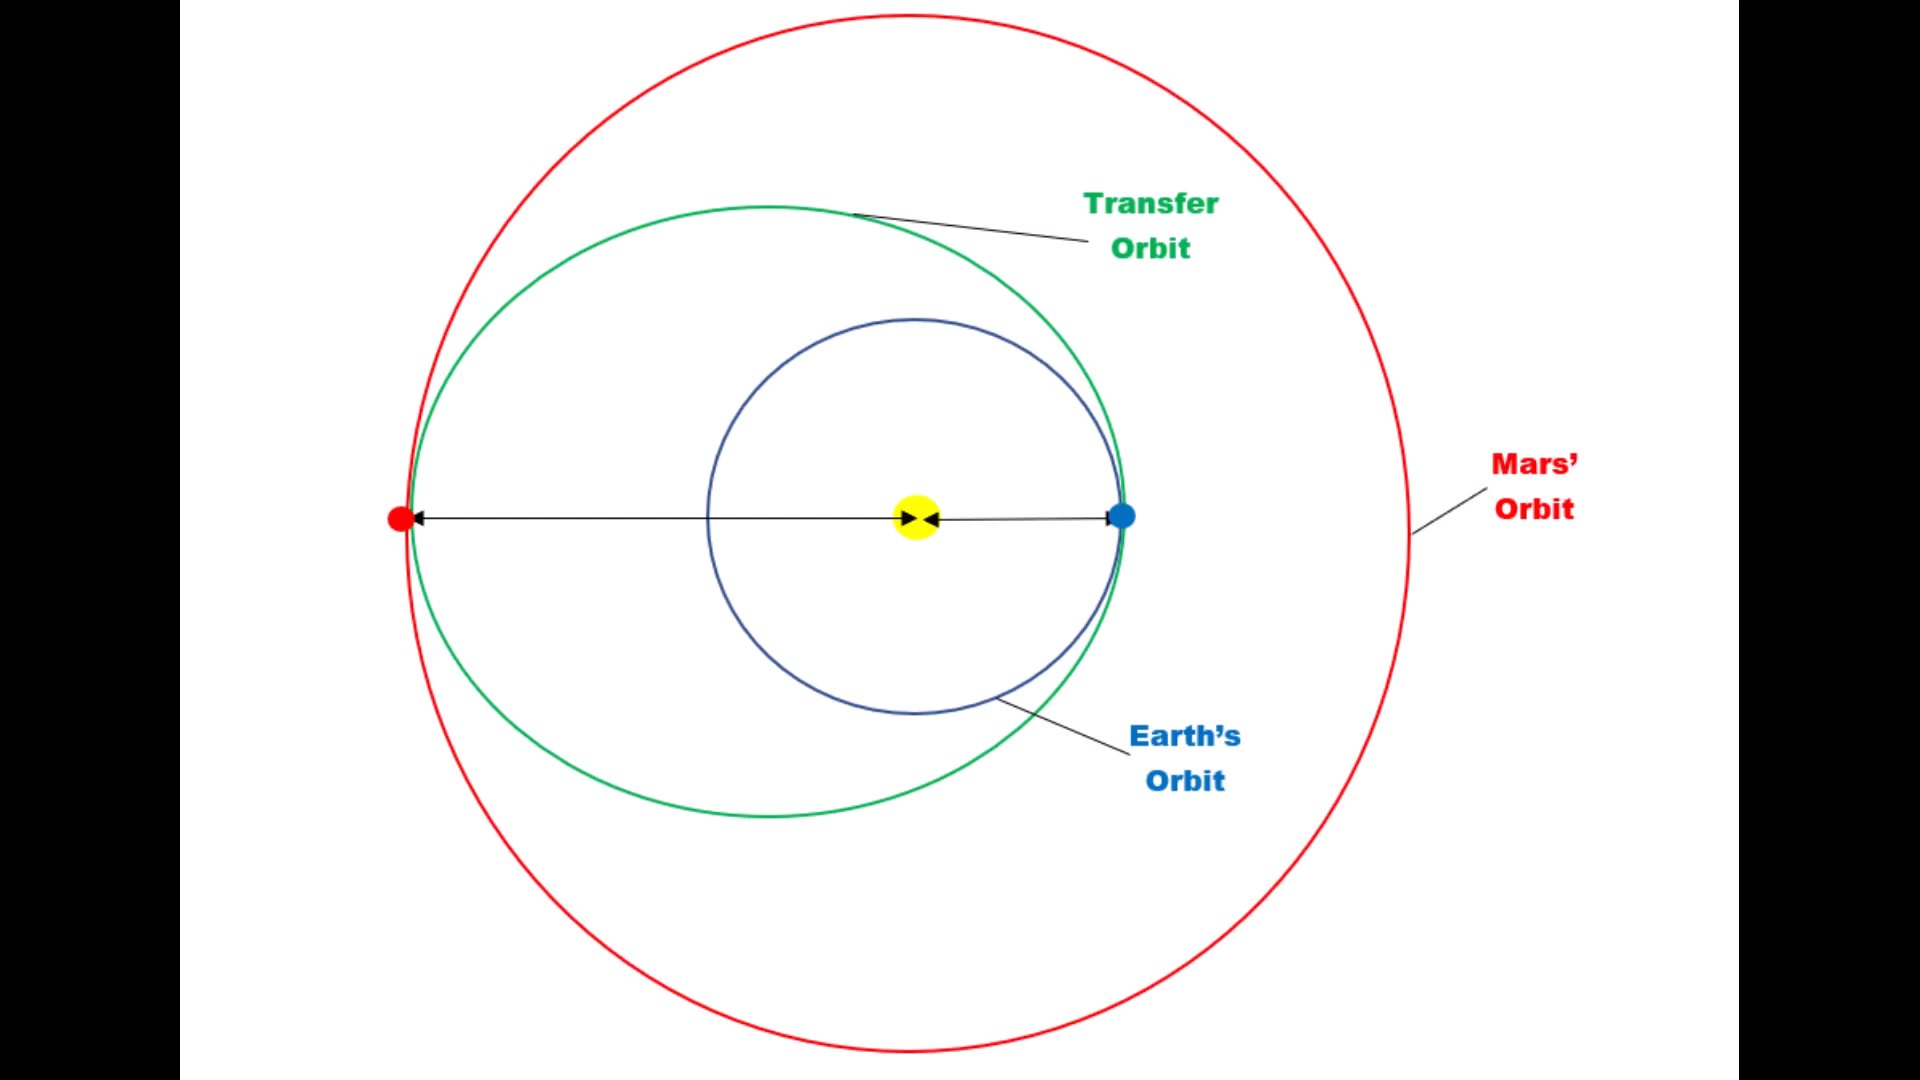 Transfer
Orbit
Mars’
Orbit
Earth’s
Orbit